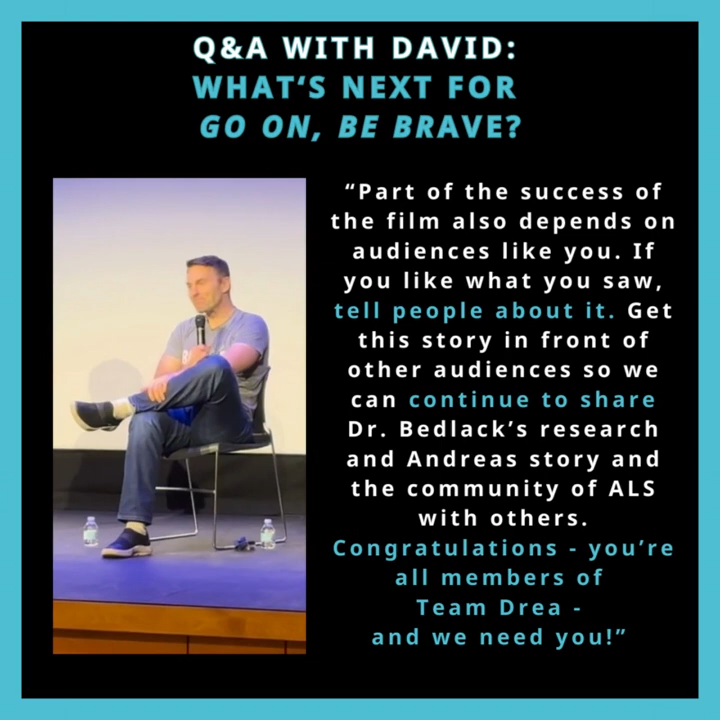 Q&A WITH DAVID:
WHAT‘S NEXT FOR
GO ON, BE BRAVE?
“Part of the success of
the film also depends on
audiences like you. If
you like what you saw,
tell people about it. Get
this story in front of
other audiences so we
can continue to share
Dr. Bedlack’s research
and Andreas story and
the community of ALS
with others.
Congratulations - you’re
all members of
Team Drea -
and we need you!”